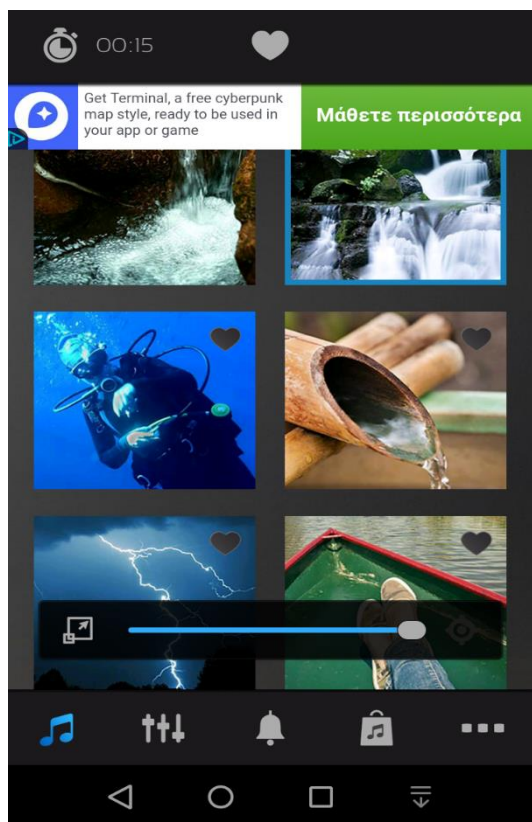 00:15
Get Terminal, a free cyberpunk
map style, ready to be used in
your app or game
Μάθετε περισσότερα